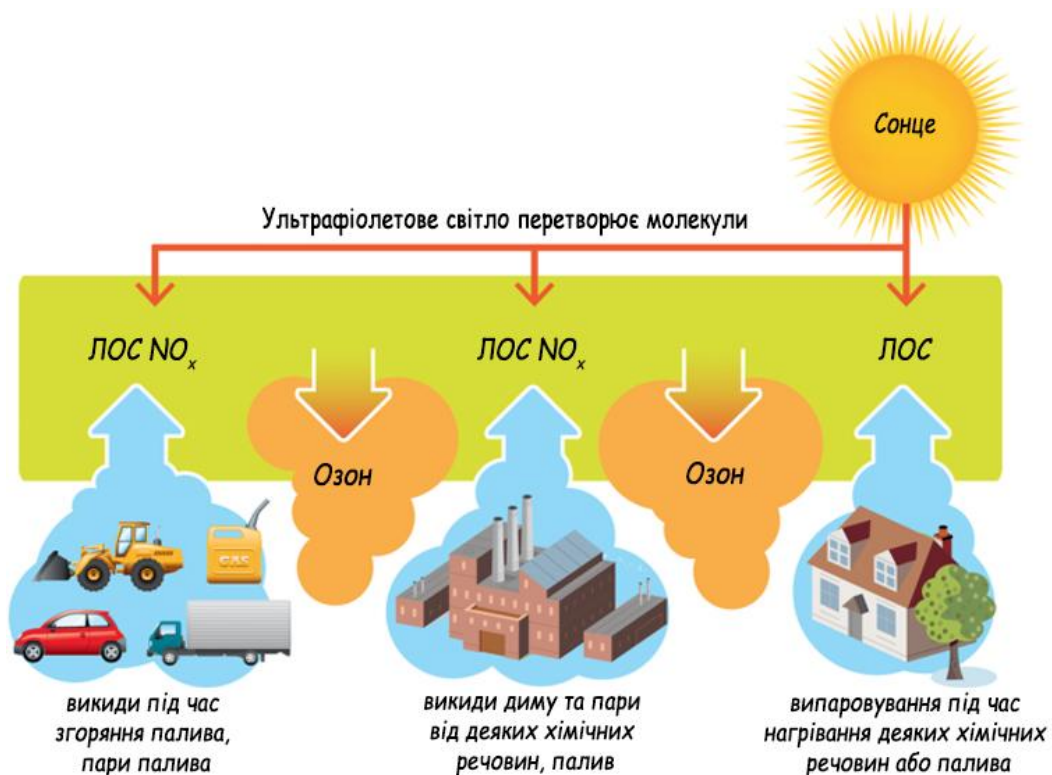 Сонце
Ультрафіолетове світло перетворює молекули
ЛОС NOₓ
ЛОС NOₓ
ЛОС
Озон
Озон
GAS
викиди під час
згоряння палива,
пари палива
викиди диму та пари
від деяких хімічних
речовин, палив
випаровування під час
нагрівання деяких хімічних
речовин або палива